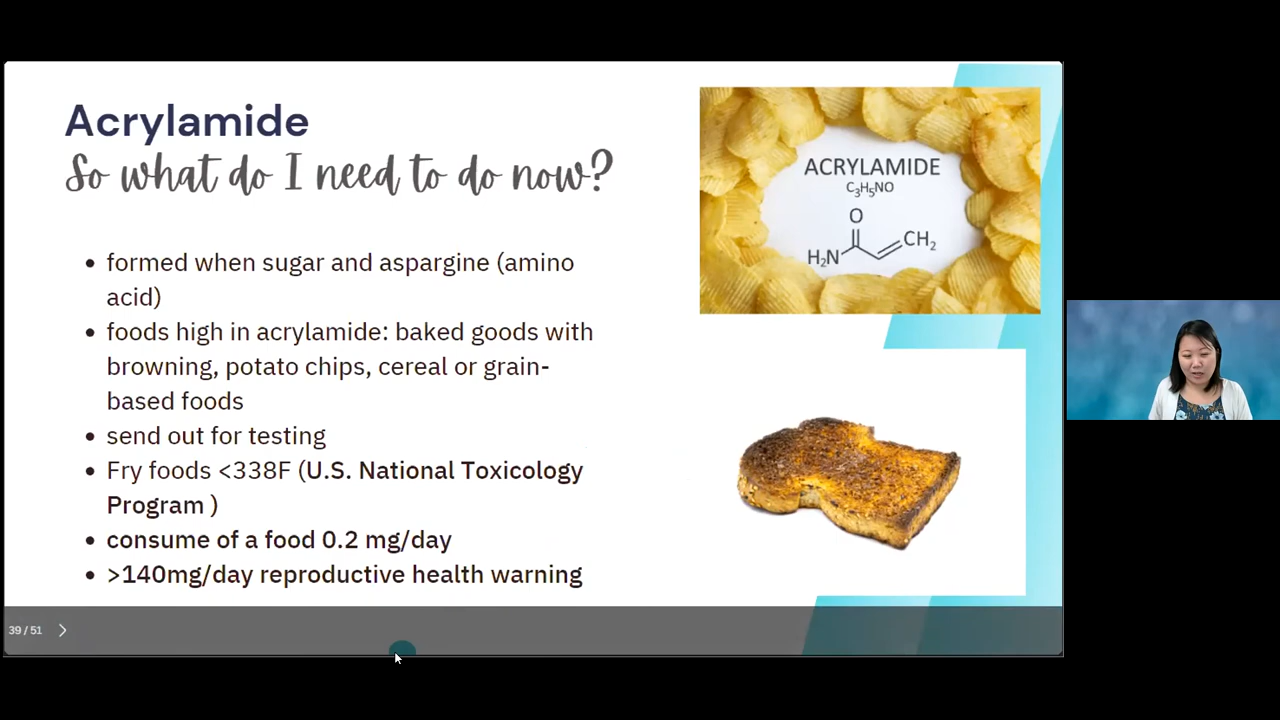 Acrylamide
So what do I need to do now?
• formed when sugar and aspargine (amino
acid)
• foods high in acrylamide: baked goods with
browning, potato chips, cereal or grain-
based foods
• send out for testing
• Fry foods <338F (U.S. National Toxicology
Program )
• consume of a food 0.2 mg/day
• >140mg/day reproductive health warning
ACRYLAMIDE
C₃H₅NO
O
H₂N
CH₂
39 / 51